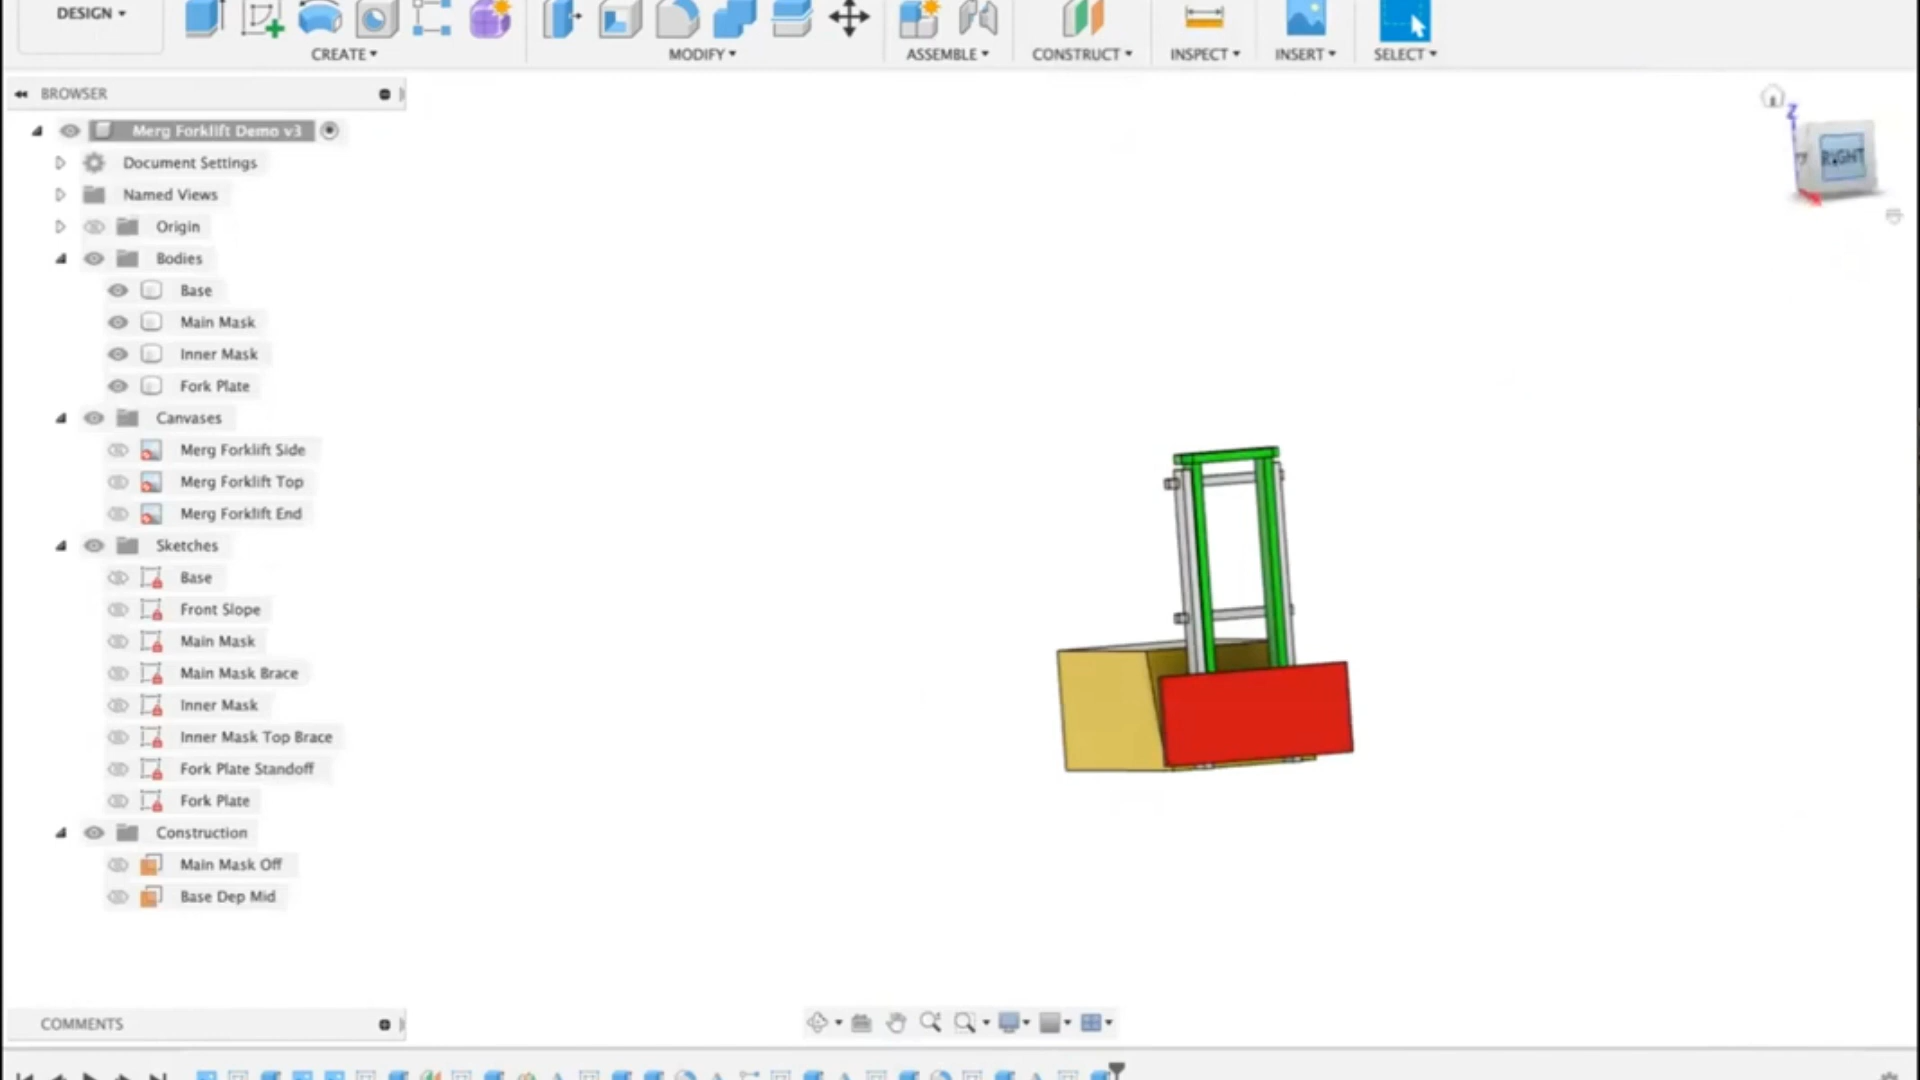 DESIGN
CREATE
MODIFY
ASSEMBLE
CONSTRUCT
INSPECT
INSERT
SELECT
BROWSER
Merg Forklift Demo v3
Document Settings
Named Views
Origin
Bodies
Base
Main Mask
Inner Mask
Fork Plate
Canvases
Merg Forklift Side
Merg Forklift Top
Merg Forklift End
Sketches
Base
Front Slope
Main Mask
Main Mask Brace
Inner Mask
Inner Mask Top Brace
Fork Plate Standoff
Fork Plate
Construction
Main Mask Off
Base Dep Mid
Z
RIGHT
COMMENTS